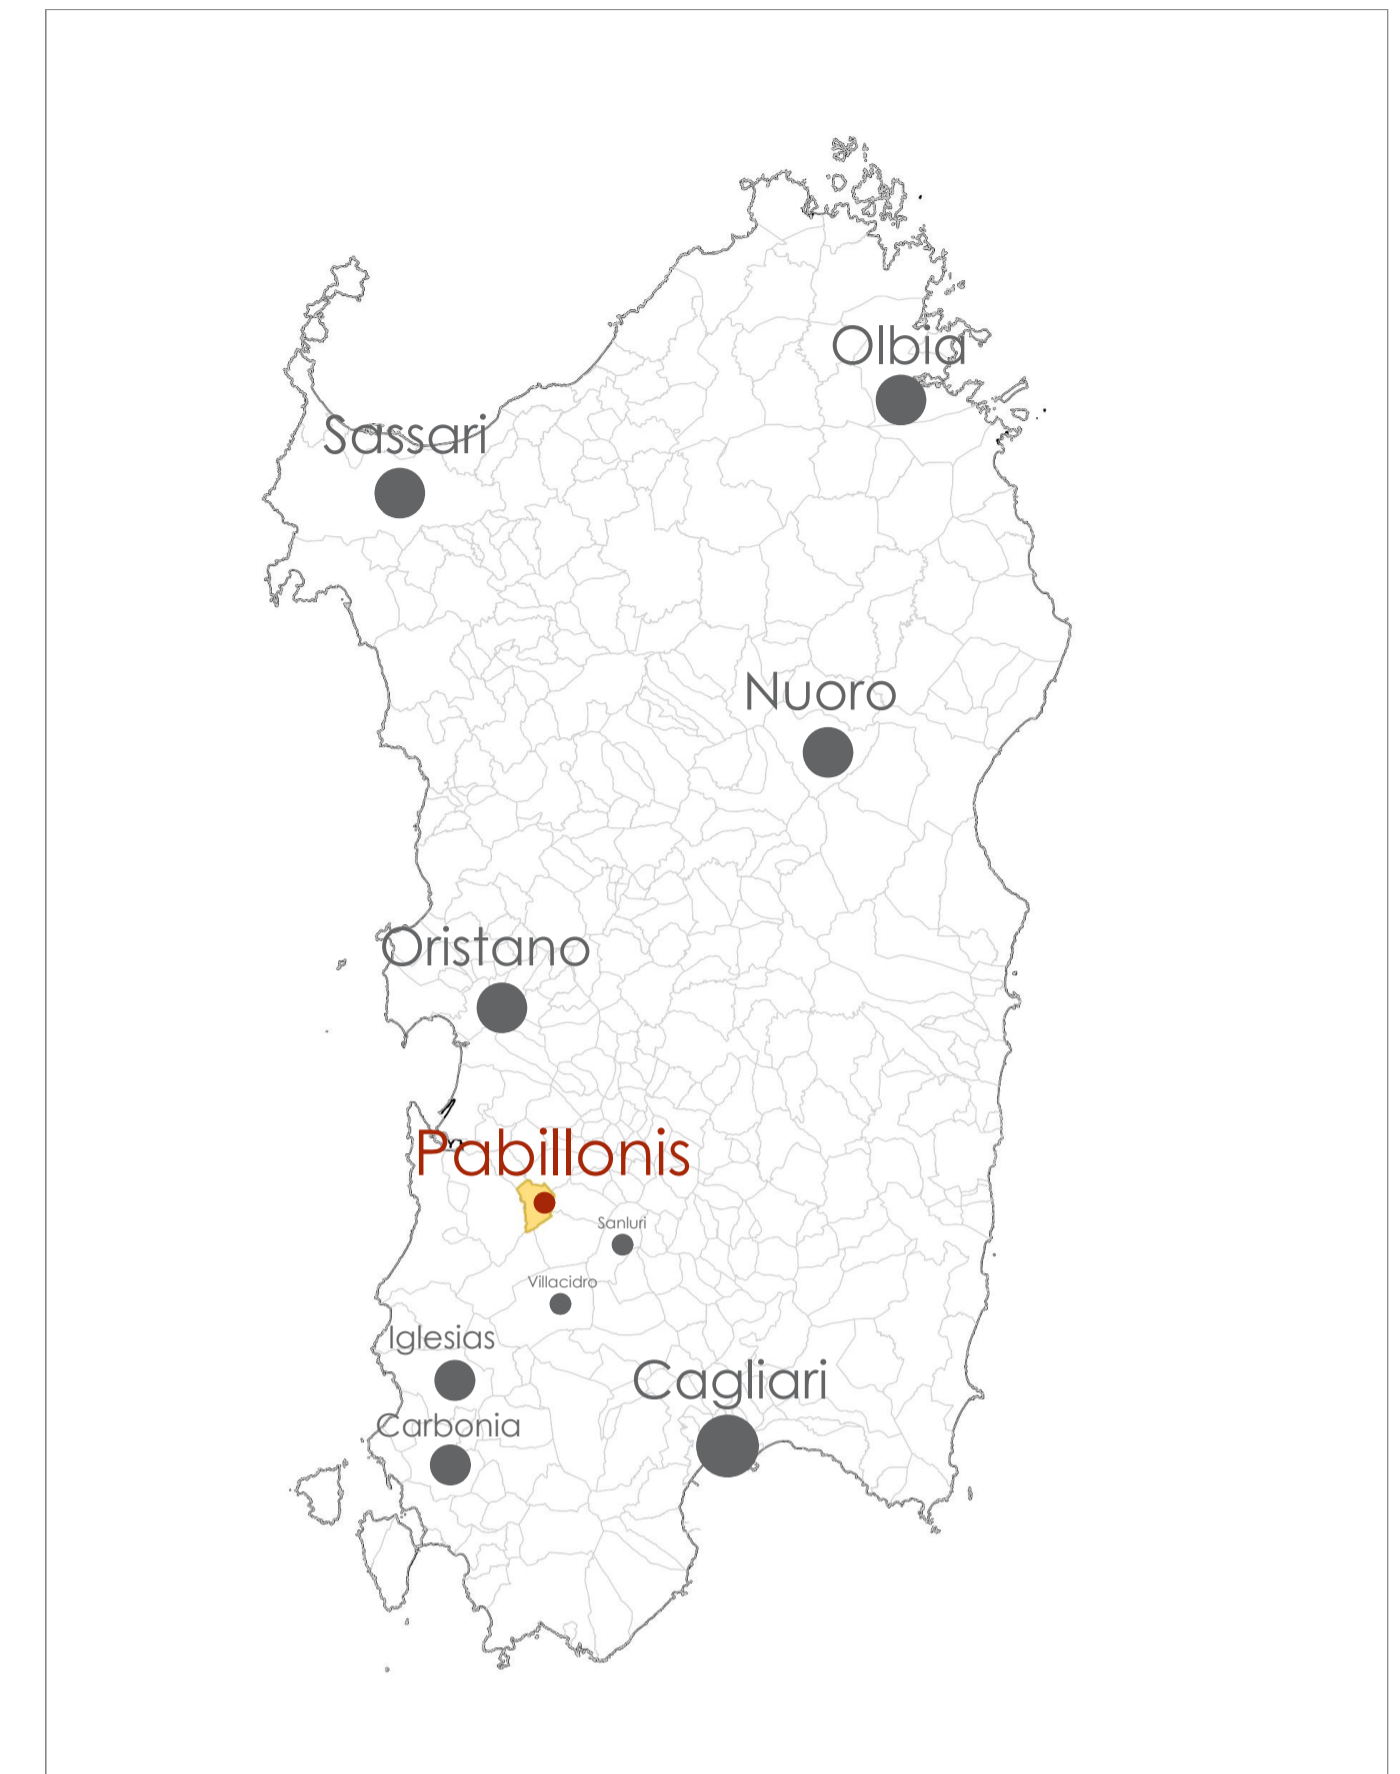 Olbia
Sassari
Nuoro
Oristano
Pabillonis
Sanluri
Villacidro
Iglesias
Cagliari
Carbonia